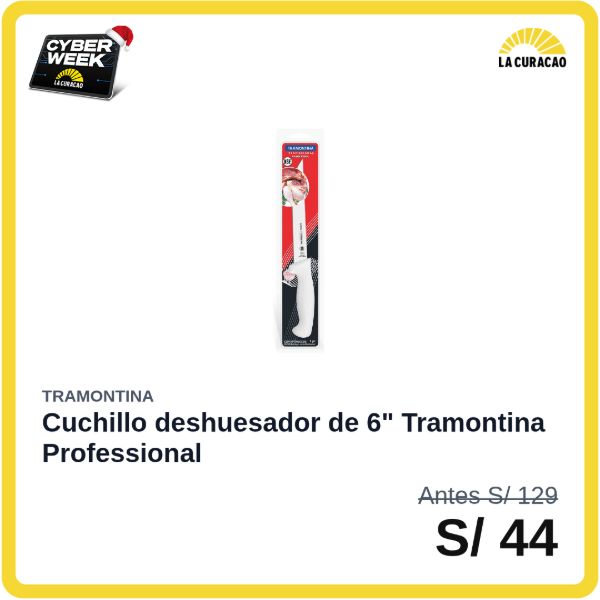 CYBER
WEEK
LA CURACAO
LA CURACAO
TRAMONTINA
TRAMONTINA
Cuchillo deshuesador de 6" Tramontina
Professional
Antes S/ 129
S/ 44